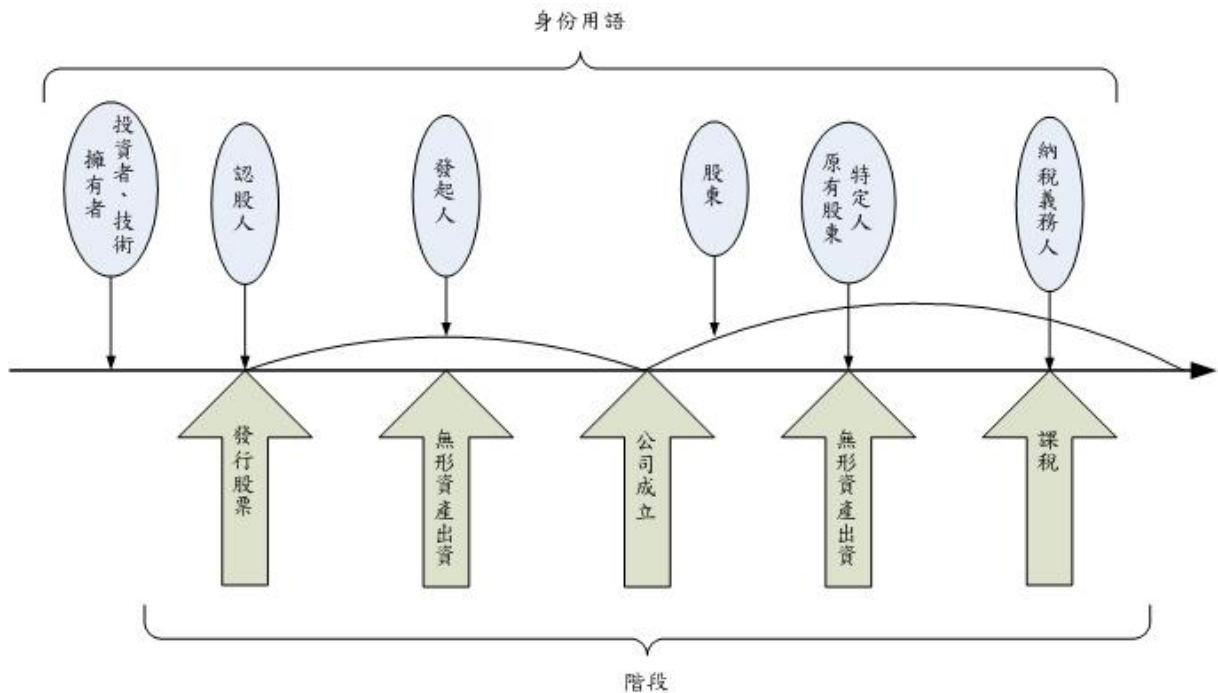 身份用語
投資者、技術
擁有者
認股人
發起人
股東
特定人
原有股東
納稅義務人
發行股票
無形資產出資
公司成立
無形資產出資
課稅
階段